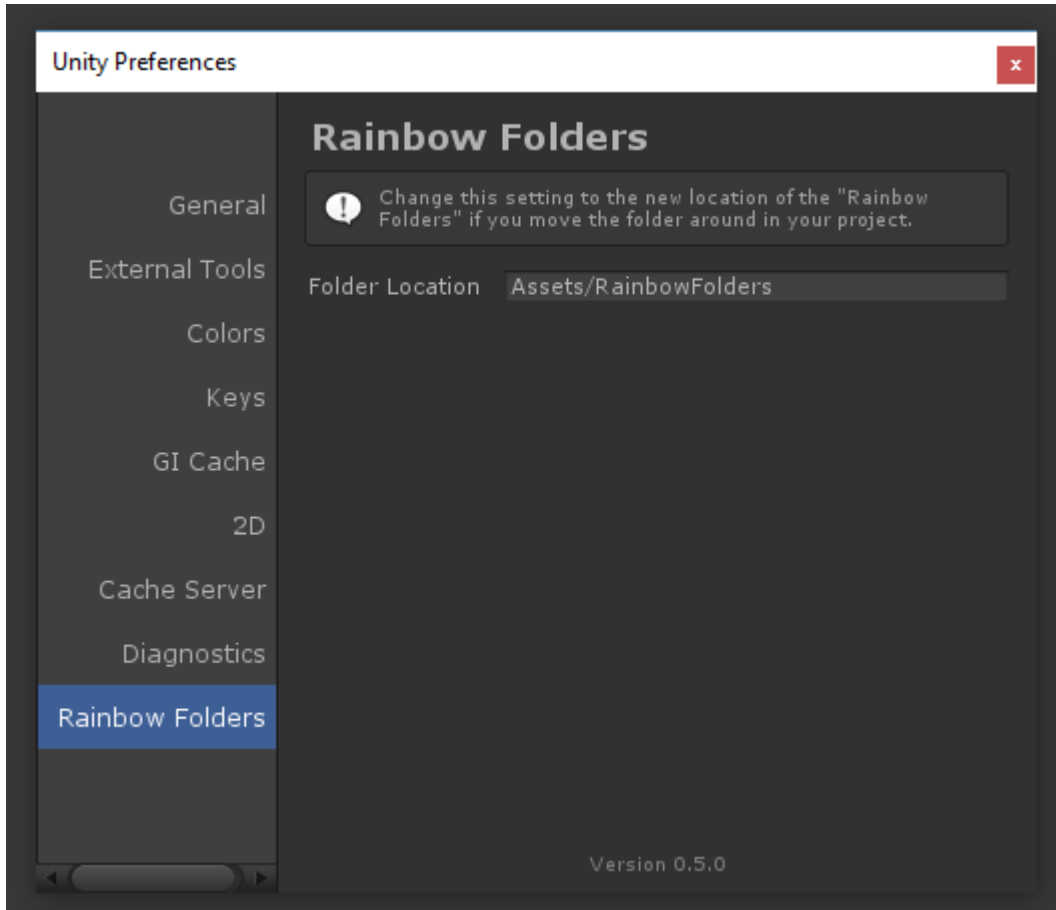 Unity Preferences
x
General
External Tools
Colors
Keys
GI Cache
2D
Cache Server
Diagnostics
Rainbow Folders
Rainbow Folders
Change this setting to the new location of the "Rainbow
Folders" if you move the folder around in your project.
Folder Location Assets/RainbowFolders
Version 0.5.0